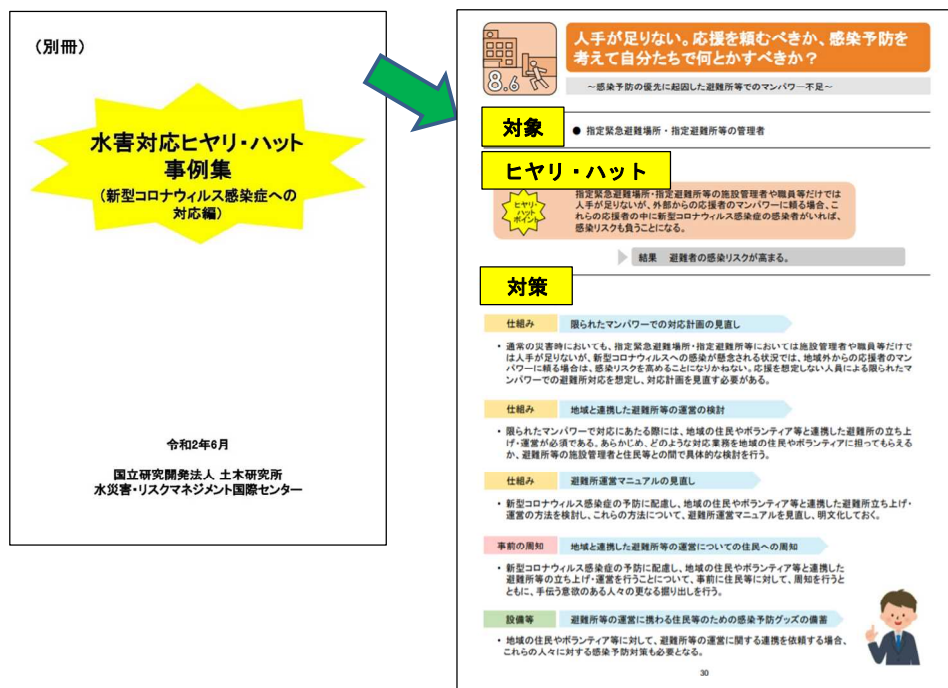 （別冊）
水害対応ヒヤリ・ハット
事例集
（新型コロナウィルス感染症への
対応編）
令和2年6月
国立研究開発法人 土木研究所
水災害・リスクマネジメント国際センター
8.6
人手が足りない。応援を頼むべきか、感染予防を
考えて自分たちで何とかすべきか？
～感染予防の優先に起因した避難所等でのマンパワー不足～
対象
● 指定緊急避難場所・指定避難所等の管理者
ヒヤリ・ハット
ヒヤリ・
ハット
ポイント
指定緊急避難場所・指定避難所等の施設管理者や職員等だけでは
人手が足りないが、外部からの応援者のマンパワーに頼る場合、こ
れらの応援者の中に新型コロナウィルス感染症の感染者がいれば、
感染リスクも負うことになる。
結果 避難者の感染リスクが高まる。
対策
仕組み 限られたマンパワーでの対応計画の見直し
・ 通常の災害時においても、指定緊急避難場所・指定避難所等においては施設管理者や職員等だけで
は人手が足りないが、新型コロナウィルスへの感染が懸念される状況では、地域外からの応援者のマン
パワーに頼る場合は、感染リスクを高めることになりかねない。応援を想定しない人員による限られたマ
ンパワーでの避難所対応を想定し、対応計画を見直す必要がある。
仕組み 地域と連携した避難所等の運営の検討
・ 限られたマンパワーで対応にあたる際には、地域の住民やボランティア等と連携した避難所の立ち上
げ・運営が必須である。あらかじめ、どのような対応業務を地域の住民やボランティアに担ってもらえる
か、避難所等の施設管理者と住民等との間で具体的な検討を行う。
仕組み 避難所運営マニュアルの見直し
・ 新型コロナウィルス感染症の予防に配慮し、地域の住民やボランティア等と連携した避難所立ち上げ・
運営の方法を検討し、これらの方法について、避難所運営マニュアルを見直し、明文化しておく。
事前の周知 地域と連携した避難所等の運営についての住民への周知
・ 新型コロナウィルス感染症の予防に配慮し、地域の住民やボランティア等と連携した
避難所等の立ち上げ・運営を行うことについて、事前に住民等に対して、周知を行うと
ともに、手伝う意欲のある人々の更なる掘り出しを行う。
設備等 避難所等の運営に携わる住民等のための感染予防グッズの備蓄
・ 地域の住民やボランティア等に対して、避難所等の運営に関する連携を依頼する場合、
これらの人々に対する感染予防対策も必要となる。
30